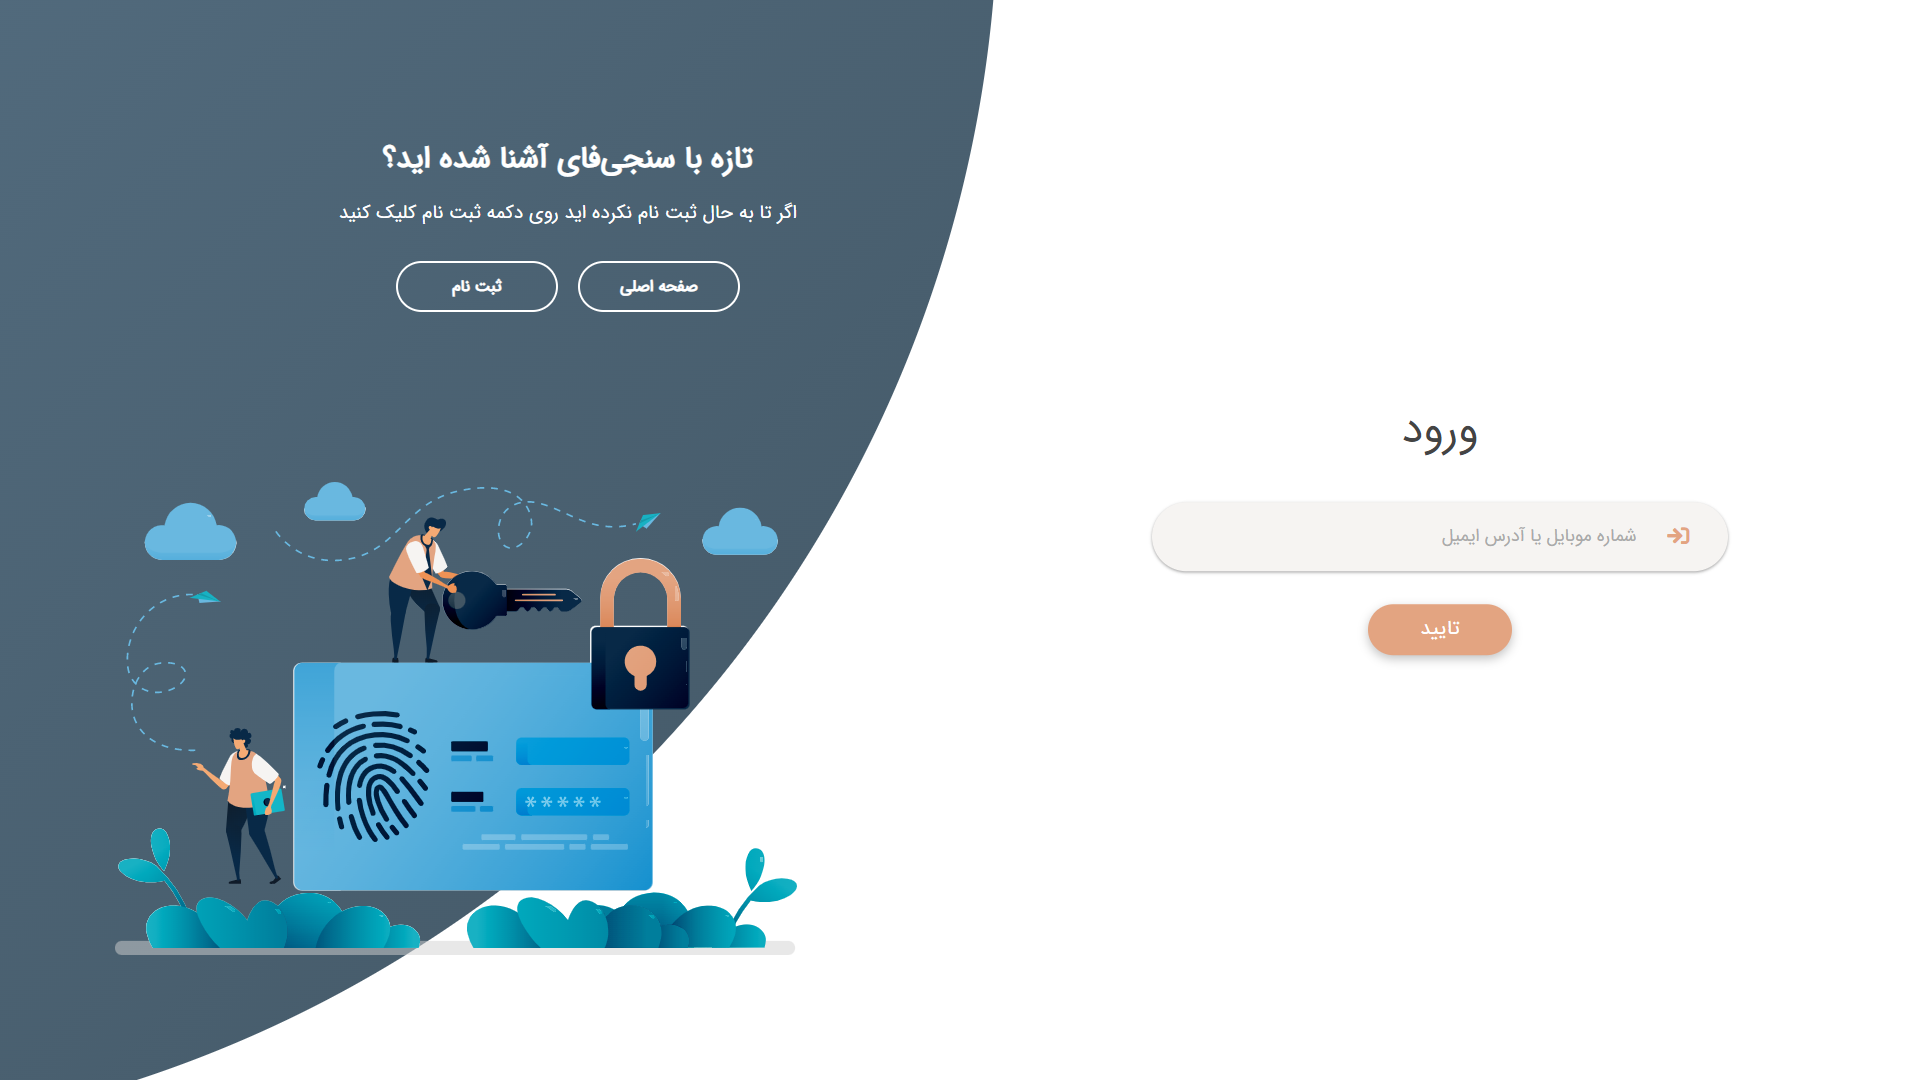 تازه با سنجی‌فای آشنا شده اید؟
اگر تا به حال ثبت نام نکرده اید روی دکمه ثبت نام کلیک کنید
صفحه اصلی
ثبت نام
ورود
شماره موبایل یا آدرس ایمیل
تایید
*****